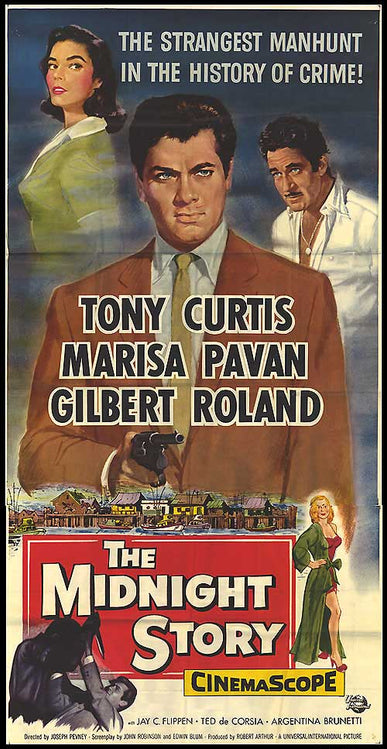 THE STRANGEST MANHUNT
IN THE HISTORY OF CRIME!
TONY CURTIS
MARISA PAVAN
GILBERT ROLAND
THE
MIDNIGHT
STORY
CINEMASCOPE
with JAY C. FLIPPEN · TED de CORSIA · ARGENTINA BRUNETTI
Directed by JOSEPH PEVNEY · Screenplay by JOHN ROBINSON and EDWIN BLUM · Produced by ROBERT ARTHUR · A UNIVERSAL-INTERNATIONAL PICTURE